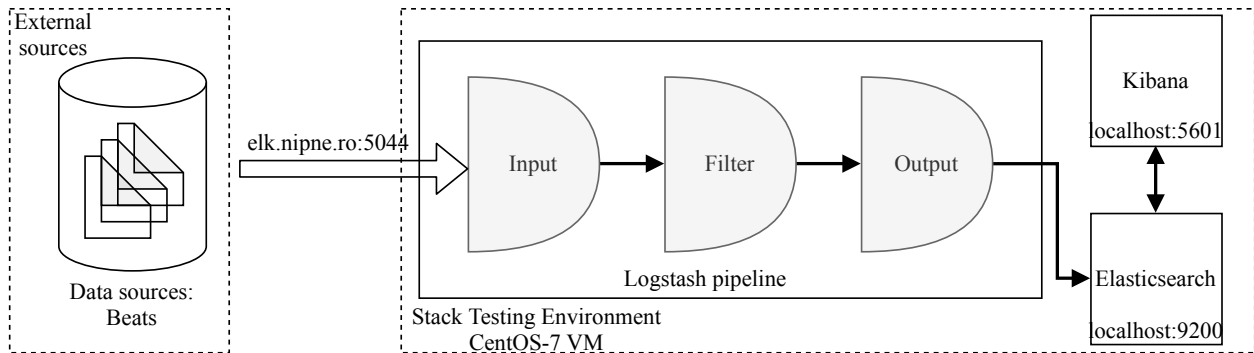 External
sources
Data sources:
Beats
elk.nipne.ro:5044
Input
Filter
Output
Logstash pipeline
Stack Testing Environment
CentOS-7 VM
Kibana
localhost:5601
Elasticsearch
localhost:9200